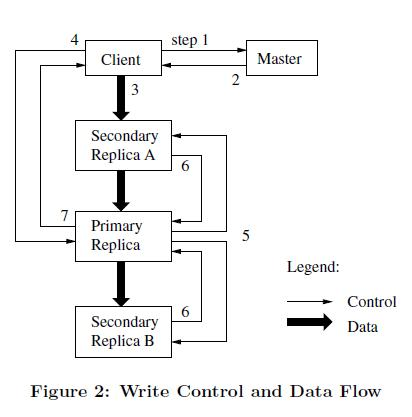 4
step 1
Client
Master
2
3
Secondary
Replica A
6
7
Primary
Replica
5
Legend:
Control
Data
6
Secondary
Replica B
Figure 2: Write Control and Data Flow